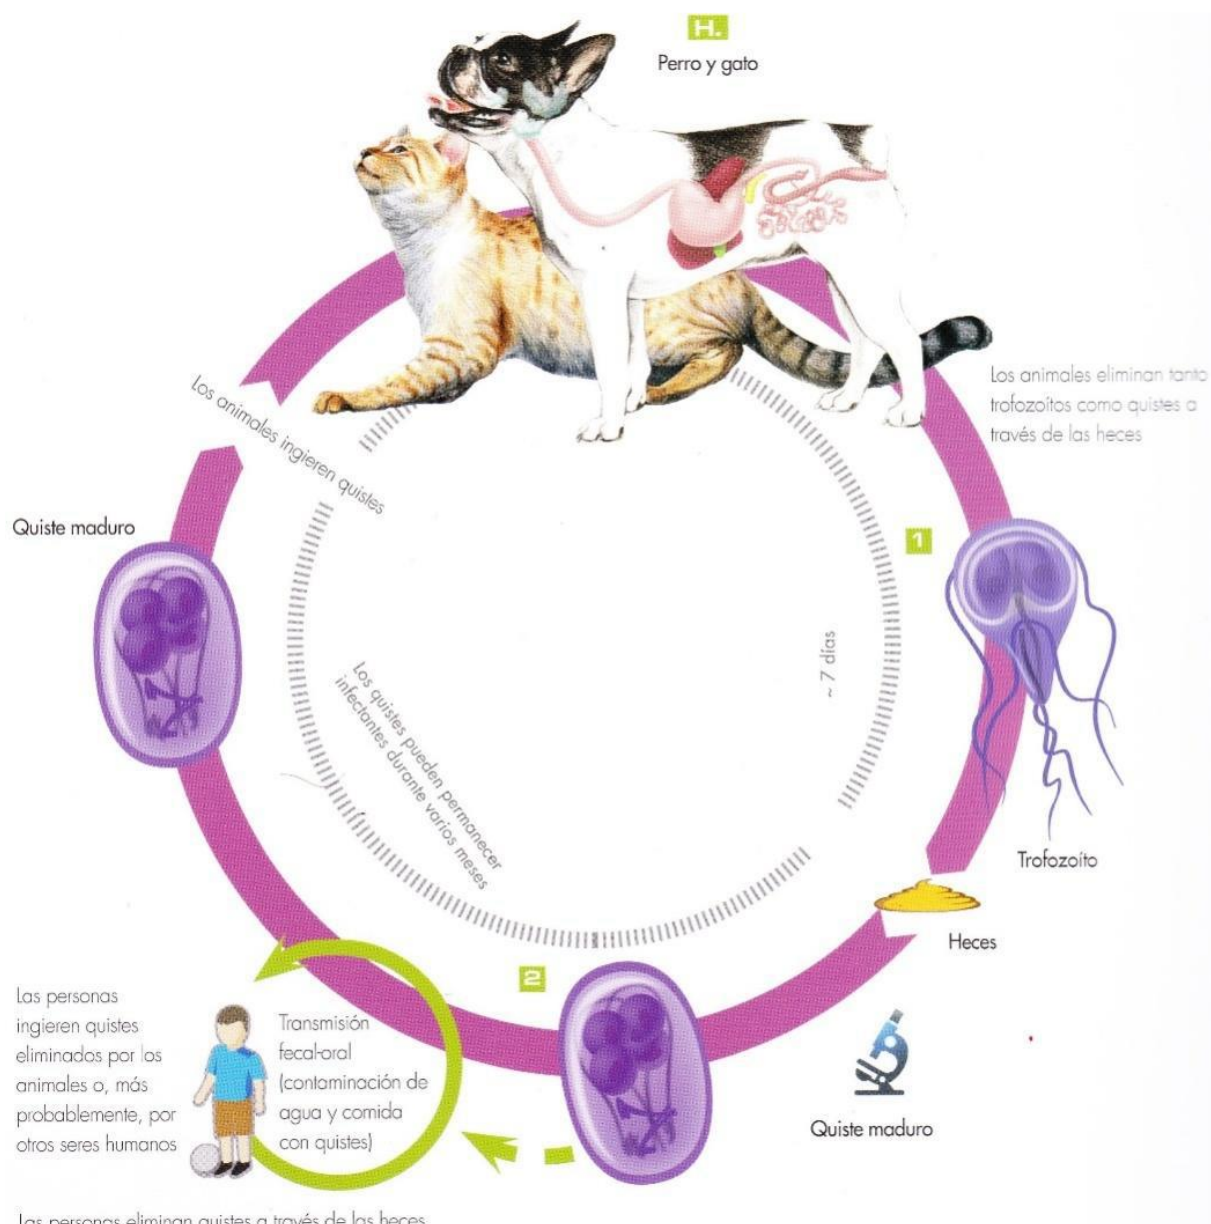 H.
Perro y gato
Los animales eliminan tanto
trofozoítos como quistes a
través de las heces
Los animales ingieren quistes
Quiste maduro
1
~ 7 días
Los quistes pueden permanecer
infectantes durante varios meses
Trofozoíto
Heces
2
Las personas
ingieren quistes
eliminados por los
animales o, más
probablemente, por
otros seres humanos
Transmisión
fecal-oral
(contaminación de
agua y comida
con quistes)
Quiste maduro
Las personas eliminan quistes a través de las heces